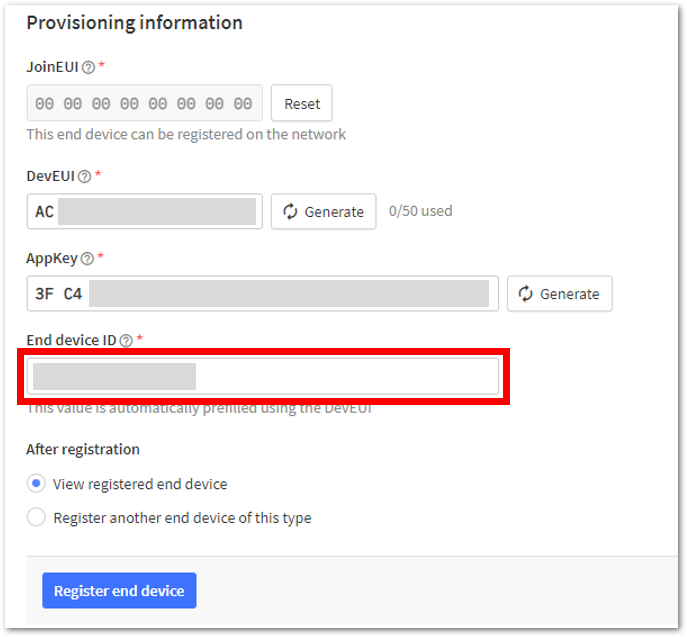 Provisioning information
JoinEUI *
00 00 00 00 00 00 00 00 Reset
This end device can be registered on the network
DevEUI *
AC Generate 0/50 used
AppKey *
3F C4 Generate
End device ID *
This value is automatically prefilled using the DevEUI
After registration
View registered end device
Register another end device of this type
Register end device